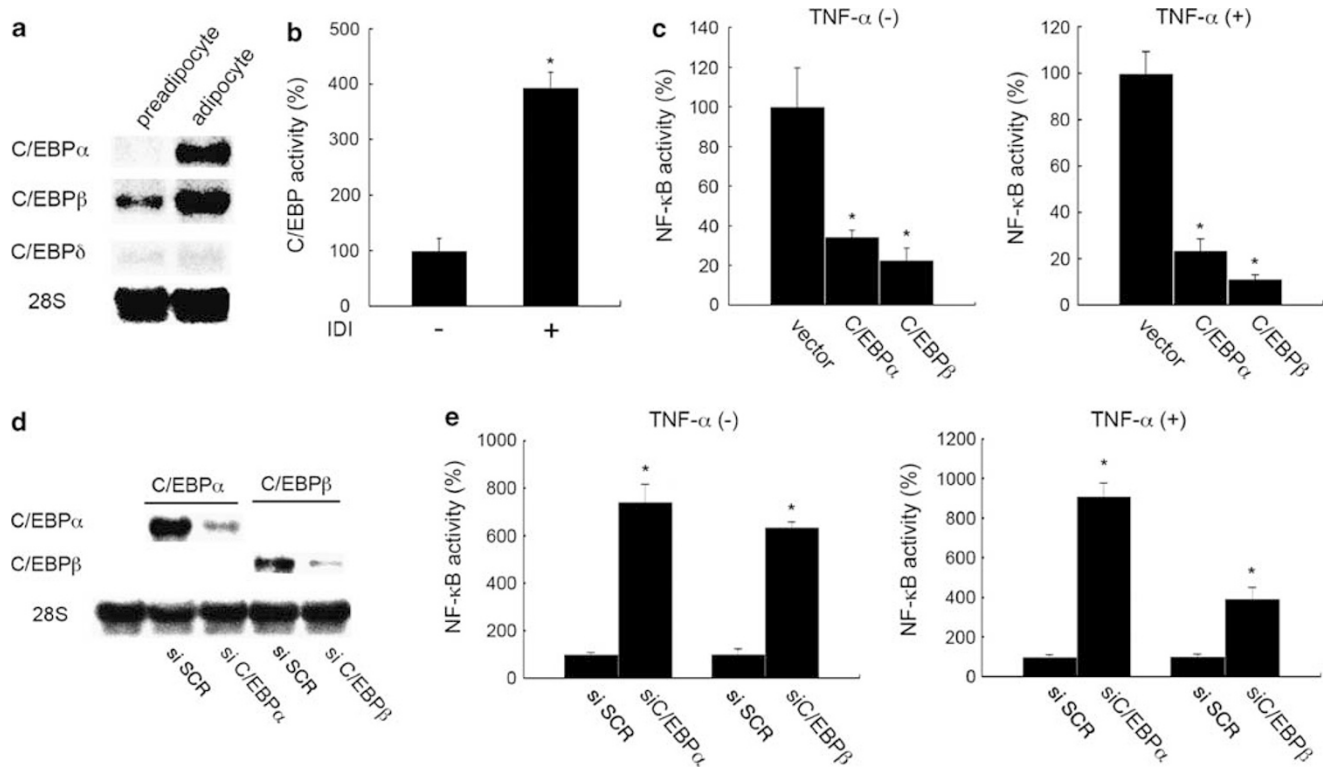 a
preadipocyte
adipocyte
C/EBPα
C/EBPβ
C/EBPδ
28S
b
C/EBP activity (%)
500
400
300
200
100
0
IDI - +
*
c
TNF-α (-)
NF-κB activity (%)
140
120
100
80
60
40
20
0
*
*
vector
C/EBPα
C/EBPβ
TNF-α (+)
NF-κB activity (%)
120
100
80
60
40
20
0
*
*
vector
C/EBPα
C/EBPβ
d
C/EBPα C/EBPβ
C/EBPα
C/EBPβ
28S
si SCR
si C/EBPα
si SCR
si C/EBPβ
e
TNF-α (-)
NF-κB activity (%)
1000
800
600
400
200
0
*
*
si SCR
siC/EBPα
si SCR
siC/EBPβ
TNF-α (+)
NF-κB activity (%)
1200
1000
800
600
400
200
0
*
*
si SCR
siC/EBPα
si SCR
siC/EBPβ